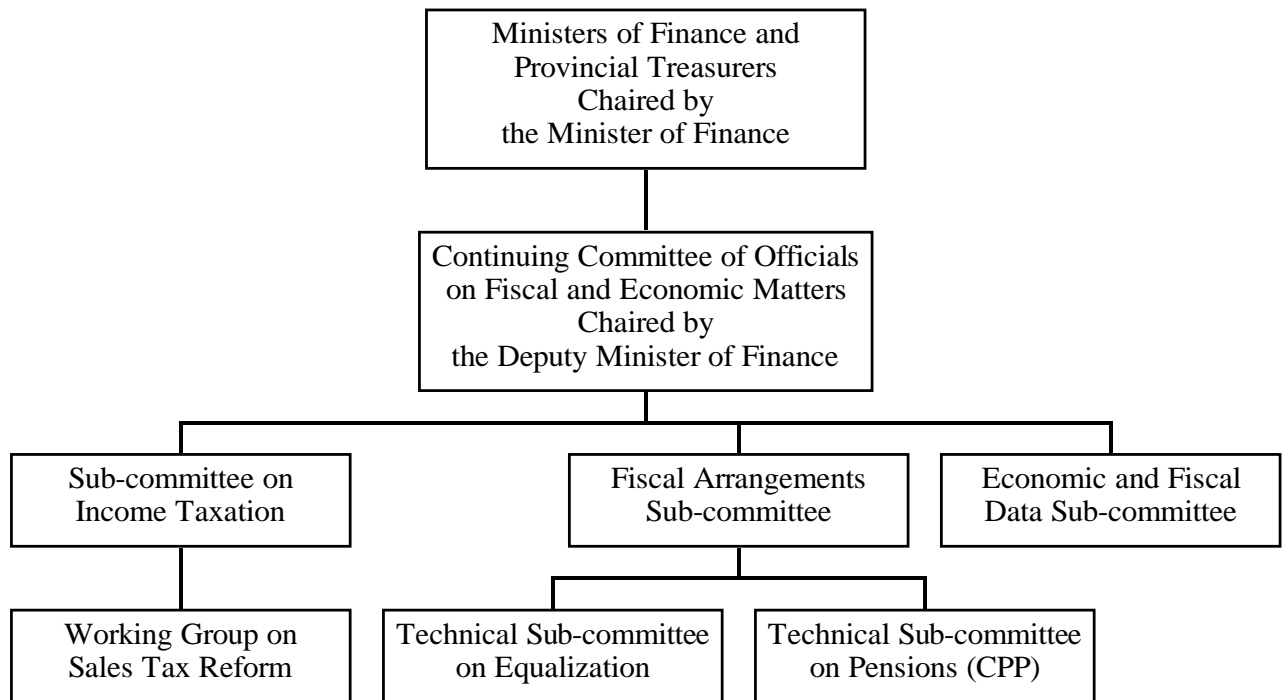 Ministers of Finance and
Provincial Treasurers
Chaired by
the Minister of Finance
Continuing Committee of Officials
on Fiscal and Economic Matters
Chaired by
the Deputy Minister of Finance
Sub-committee on
Income Taxation
Fiscal Arrangements
Sub-committee
Economic and Fiscal
Data Sub-committee
Working Group on
Sales Tax Reform
Technical Sub-committee
on Equalization
Technical Sub-committee
on Pensions (CPP)